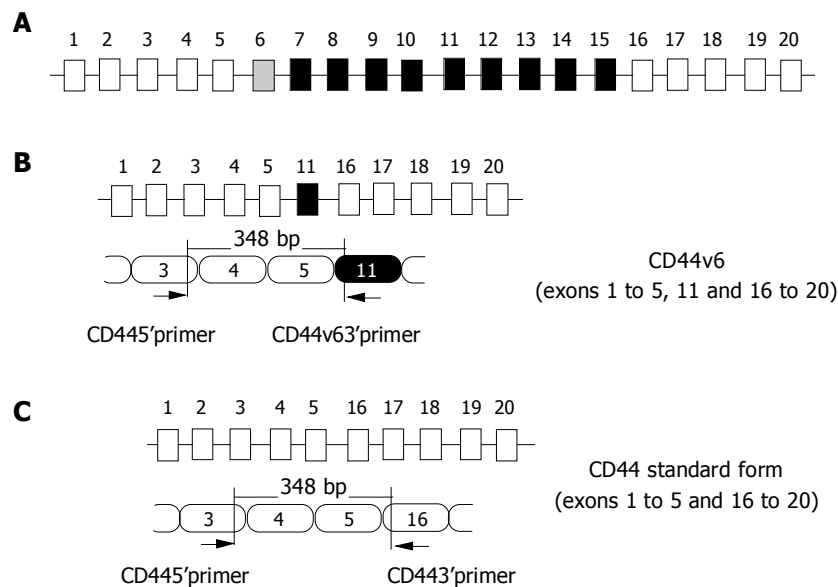 A
1 2 3 4 5 6 7 8 9 10 11 12 13 14 15 16 17 18 19 20
B
1 2 3 4 5 11 16 17 18 19 20
348 bp
3 4 5 11
CD445’primer CD44v63’primer
CD44v6
(exons 1 to 5, 11 and 16 to 20)
C
1 2 3 4 5 16 17 18 19 20
348 bp
3 4 5 16
CD445’primer CD443’primer
CD44 standard form
(exons 1 to 5 and 16 to 20)